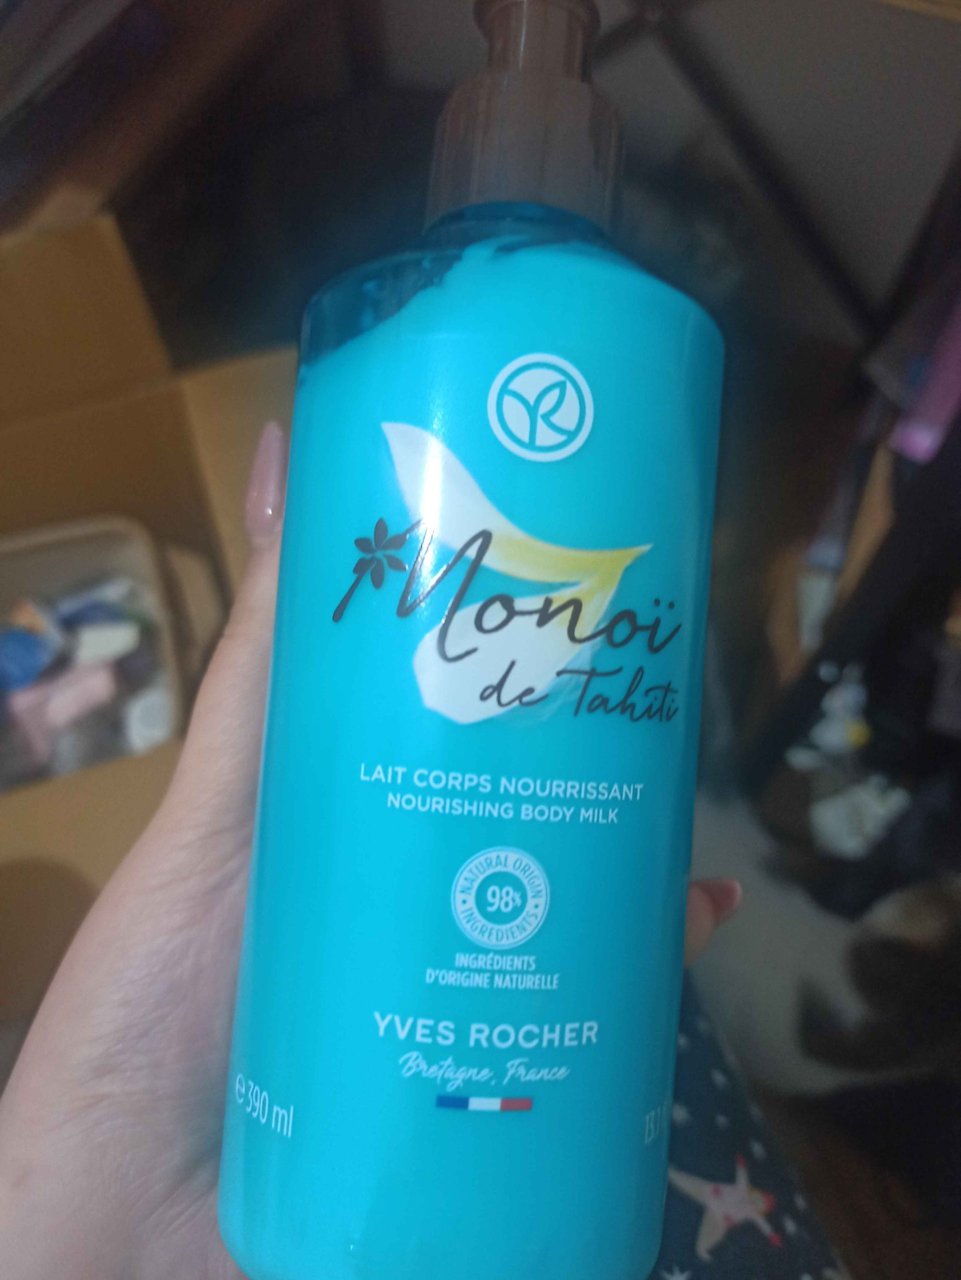 YR
Monoï
de Tahiti
LAIT CORPS NOURRISSANT
NOURISHING BODY MILK
NATURAL ORIGIN
98%
INGREDIENTS
INGRÉDIENTS
D'ORIGINE NATURELLE
YVES ROCHER
Bretagne, France
e 390 ml